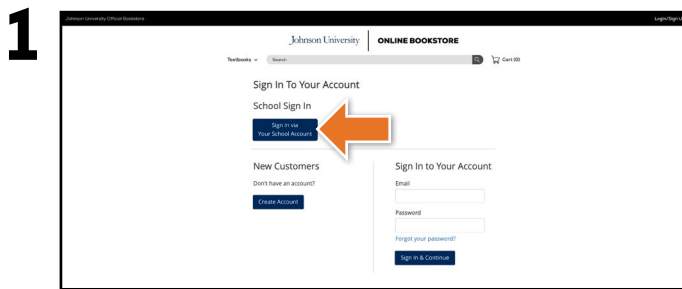 1
Johnson University Official Bookstore
Login/Sign U
Johnson University
ONLINE BOOKSTORE
Textbooks
Search
Cart (0)
Sign In To Your Account
School Sign In
Sign In via
Your School Account
New Customers
Don't have an account?
Create Account
Sign In to Your Account
Email
Password
Forgot your password?
Sign In & Continue